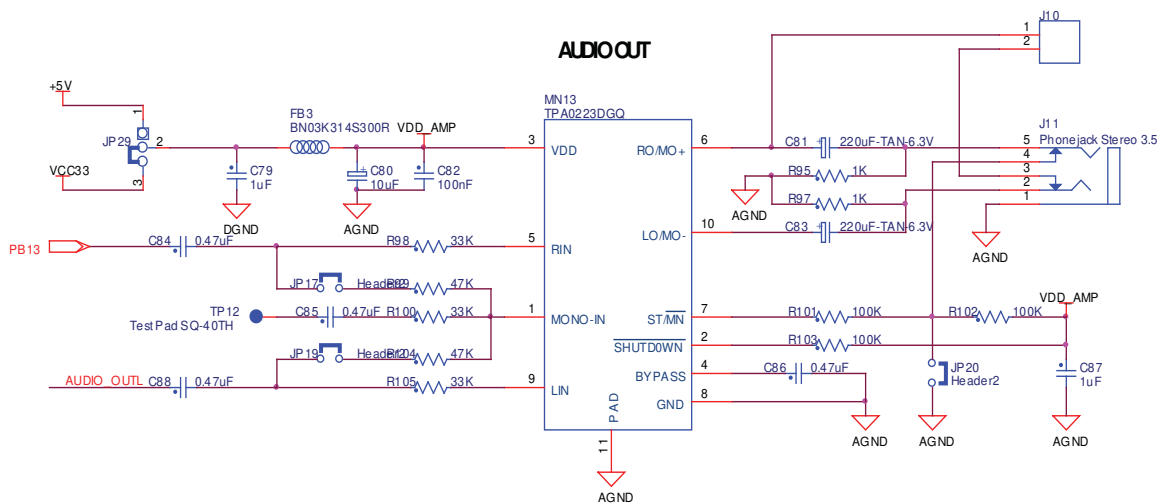 AUDIO OUT
J10
1
2
+5V
1
2
JP29
3
VCC33
FB3
BN03K314S300R
VDD_AMP
C79
1uF
DGND
C80
10uF
C82
100nF
AGND
MN13
TPA0223DGQ
3
VDD
5
RIN
1
MONO-IN
9
LIN
PAD
11
AGND
6
RO/MO+
10
LO/MO-
7
ST/MN
2
SHUTD0WN
4
BYPASS
8
GND
PB13
C84
0.47uF
R98
33K
JP17
Header2
R99
47K
TP12
TestPad SQ-40TH
C85
0.47uF
R100
33K
JP19
Header2
R104
47K
AUDIO_OUTL
C88
0.47uF
R105
33K
C81
220uF-TAN-6.3V
R95
1K
AGND
R97
1K
C83
220uF-TAN-6.3V
J11
Phonejack Stereo 3.5
5
4
3
2
1
AGND
R101
100K
R102
100K
VDD_AMP
R103
100K
C86
0.47uF
AGND
JP20
Header2
AGND
C87
1uF
AGND